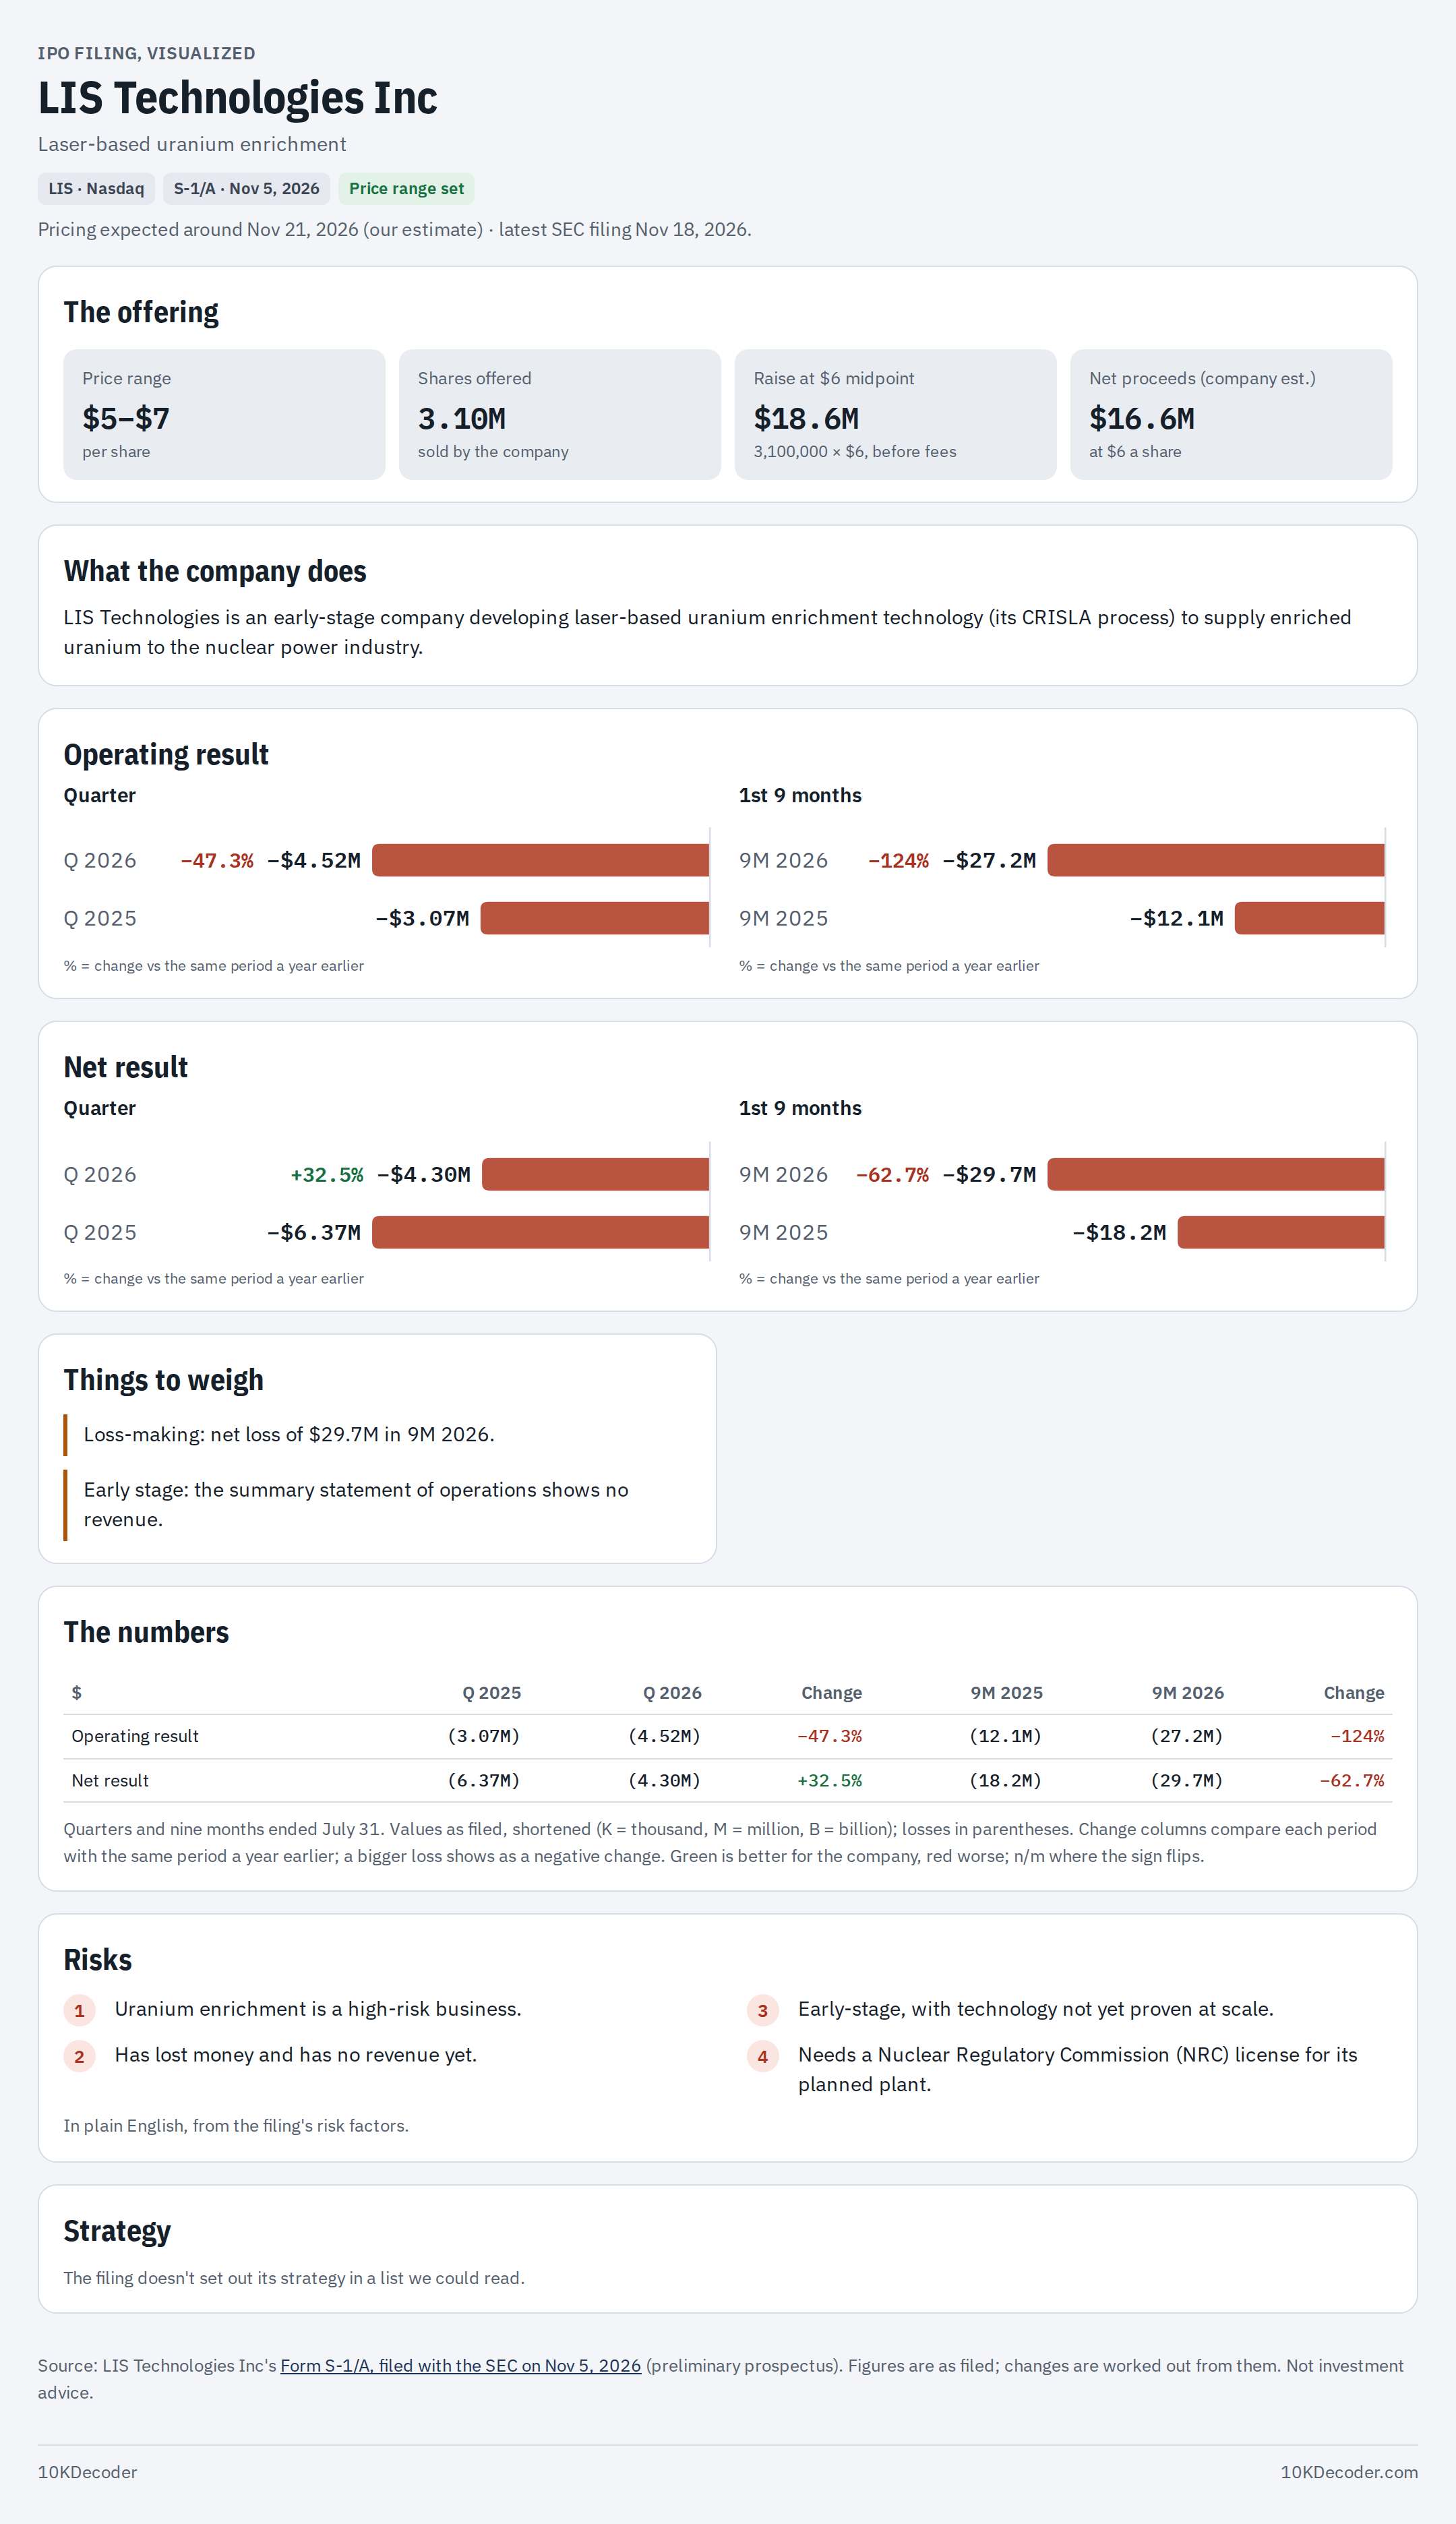 IPO FILING, VISUALIZED
LIS Technologies Inc
Laser-based uranium enrichment
LIS · Nasdaq
S-1/A · Nov 5, 2026
Price range set
Pricing expected around Nov 21, 2026 (our estimate) · latest SEC filing Nov 18, 2026.
The offering
Price range
$5–$7
per share
Shares offered
3.10M
sold by the company
Raise at $6 midpoint
$18.6M
3,100,000 × $6, before fees
Net proceeds (company est.)
$16.6M
at $6 a share
What the company does
LIS Technologies is an early-stage company developing laser-based uranium enrichment technology (its CRISLA process) to supply enriched
uranium to the nuclear power industry.
Operating result
Quarter
Q 2026 −47.3% −$4.52M
Q 2025 −$3.07M
% = change vs the same period a year earlier
1st 9 months
9M 2026 −124% −$27.2M
9M 2025 −$12.1M
% = change vs the same period a year earlier
Net result
Quarter
Q 2026 +32.5% −$4.30M
Q 2025 −$6.37M
% = change vs the same period a year earlier
1st 9 months
9M 2026 −62.7% −$29.7M
9M 2025 −$18.2M
% = change vs the same period a year earlier
Things to weigh
Loss-making: net loss of $29.7M in 9M 2026.
Early stage: the summary statement of operations shows no
revenue.
The numbers
$ Q 2025 Q 2026 Change 9M 2025 9M 2026 Change
Operating result (3.07M) (4.52M) −47.3% (12.1M) (27.2M) −124%
Net result (6.37M) (4.30M) +32.5% (18.2M) (29.7M) −62.7%
Quarters and nine months ended July 31. Values as filed, shortened (K = thousand, M = million, B = billion); losses in parentheses. Change columns compare each period
with the same period a year earlier; a bigger loss shows as a negative change. Green is better for the company, red worse; n/m where the sign flips.
Risks
1 Uranium enrichment is a high-risk business.
2 Has lost money and has no revenue yet.
3 Early-stage, with technology not yet proven at scale.
4 Needs a Nuclear Regulatory Commission (NRC) license for its
planned plant.
In plain English, from the filing's risk factors.
Strategy
The filing doesn't set out its strategy in a list we could read.
Source: LIS Technologies Inc's Form S-1/A, filed with the SEC on Nov 5, 2026 (preliminary prospectus). Figures are as filed; changes are worked out from them. Not investment
advice.
10KDecoder
10KDecoder.com